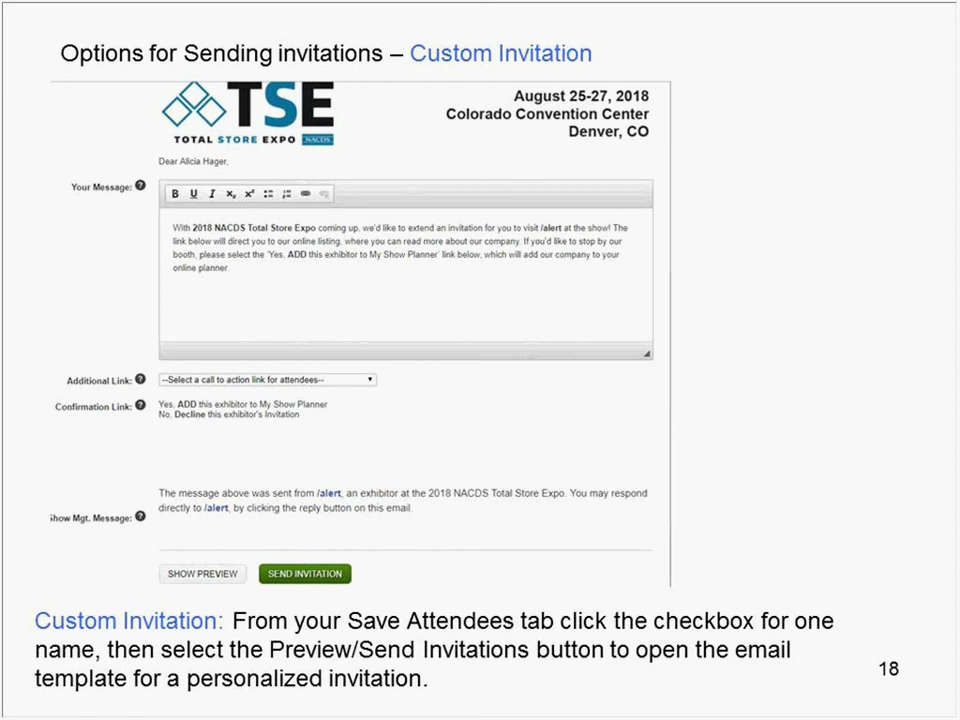 Options for Sending invitations – Custom Invitation
TSE
TOTAL STORE EXPO NACDS
August 25-27, 2018
Colorado Convention Center
Denver, CO
Dear Alicia Hager,
Your Message: ?
B U I x₂ x²
With 2018 NACDS Total Store Expo coming up, we'd like to extend an invitation for you to visit /alert at the show! The
link below will direct you to our online listing, where you can read more about our company. If you'd like to stop by our
booth, please select the 'Yes, ADD this exhibitor to My Show Planner' link below, which will add our company to your
online planner.
Additional Link: ? --Select a call to action link for attendees--
Confirmation Link: ? Yes, ADD this exhibitor to My Show Planner
No, Decline this exhibitor's Invitation
The message above was sent from /alert, an exhibitor at the 2018 NACDS Total Store Expo. You may respond
directly to /alert, by clicking the reply button on this email.
Show Mgt. Message: ?
SHOW PREVIEW SEND INVITATION
Custom Invitation: From your Save Attendees tab click the checkbox for one
name, then select the Preview/Send Invitations button to open the email
template for a personalized invitation.
18